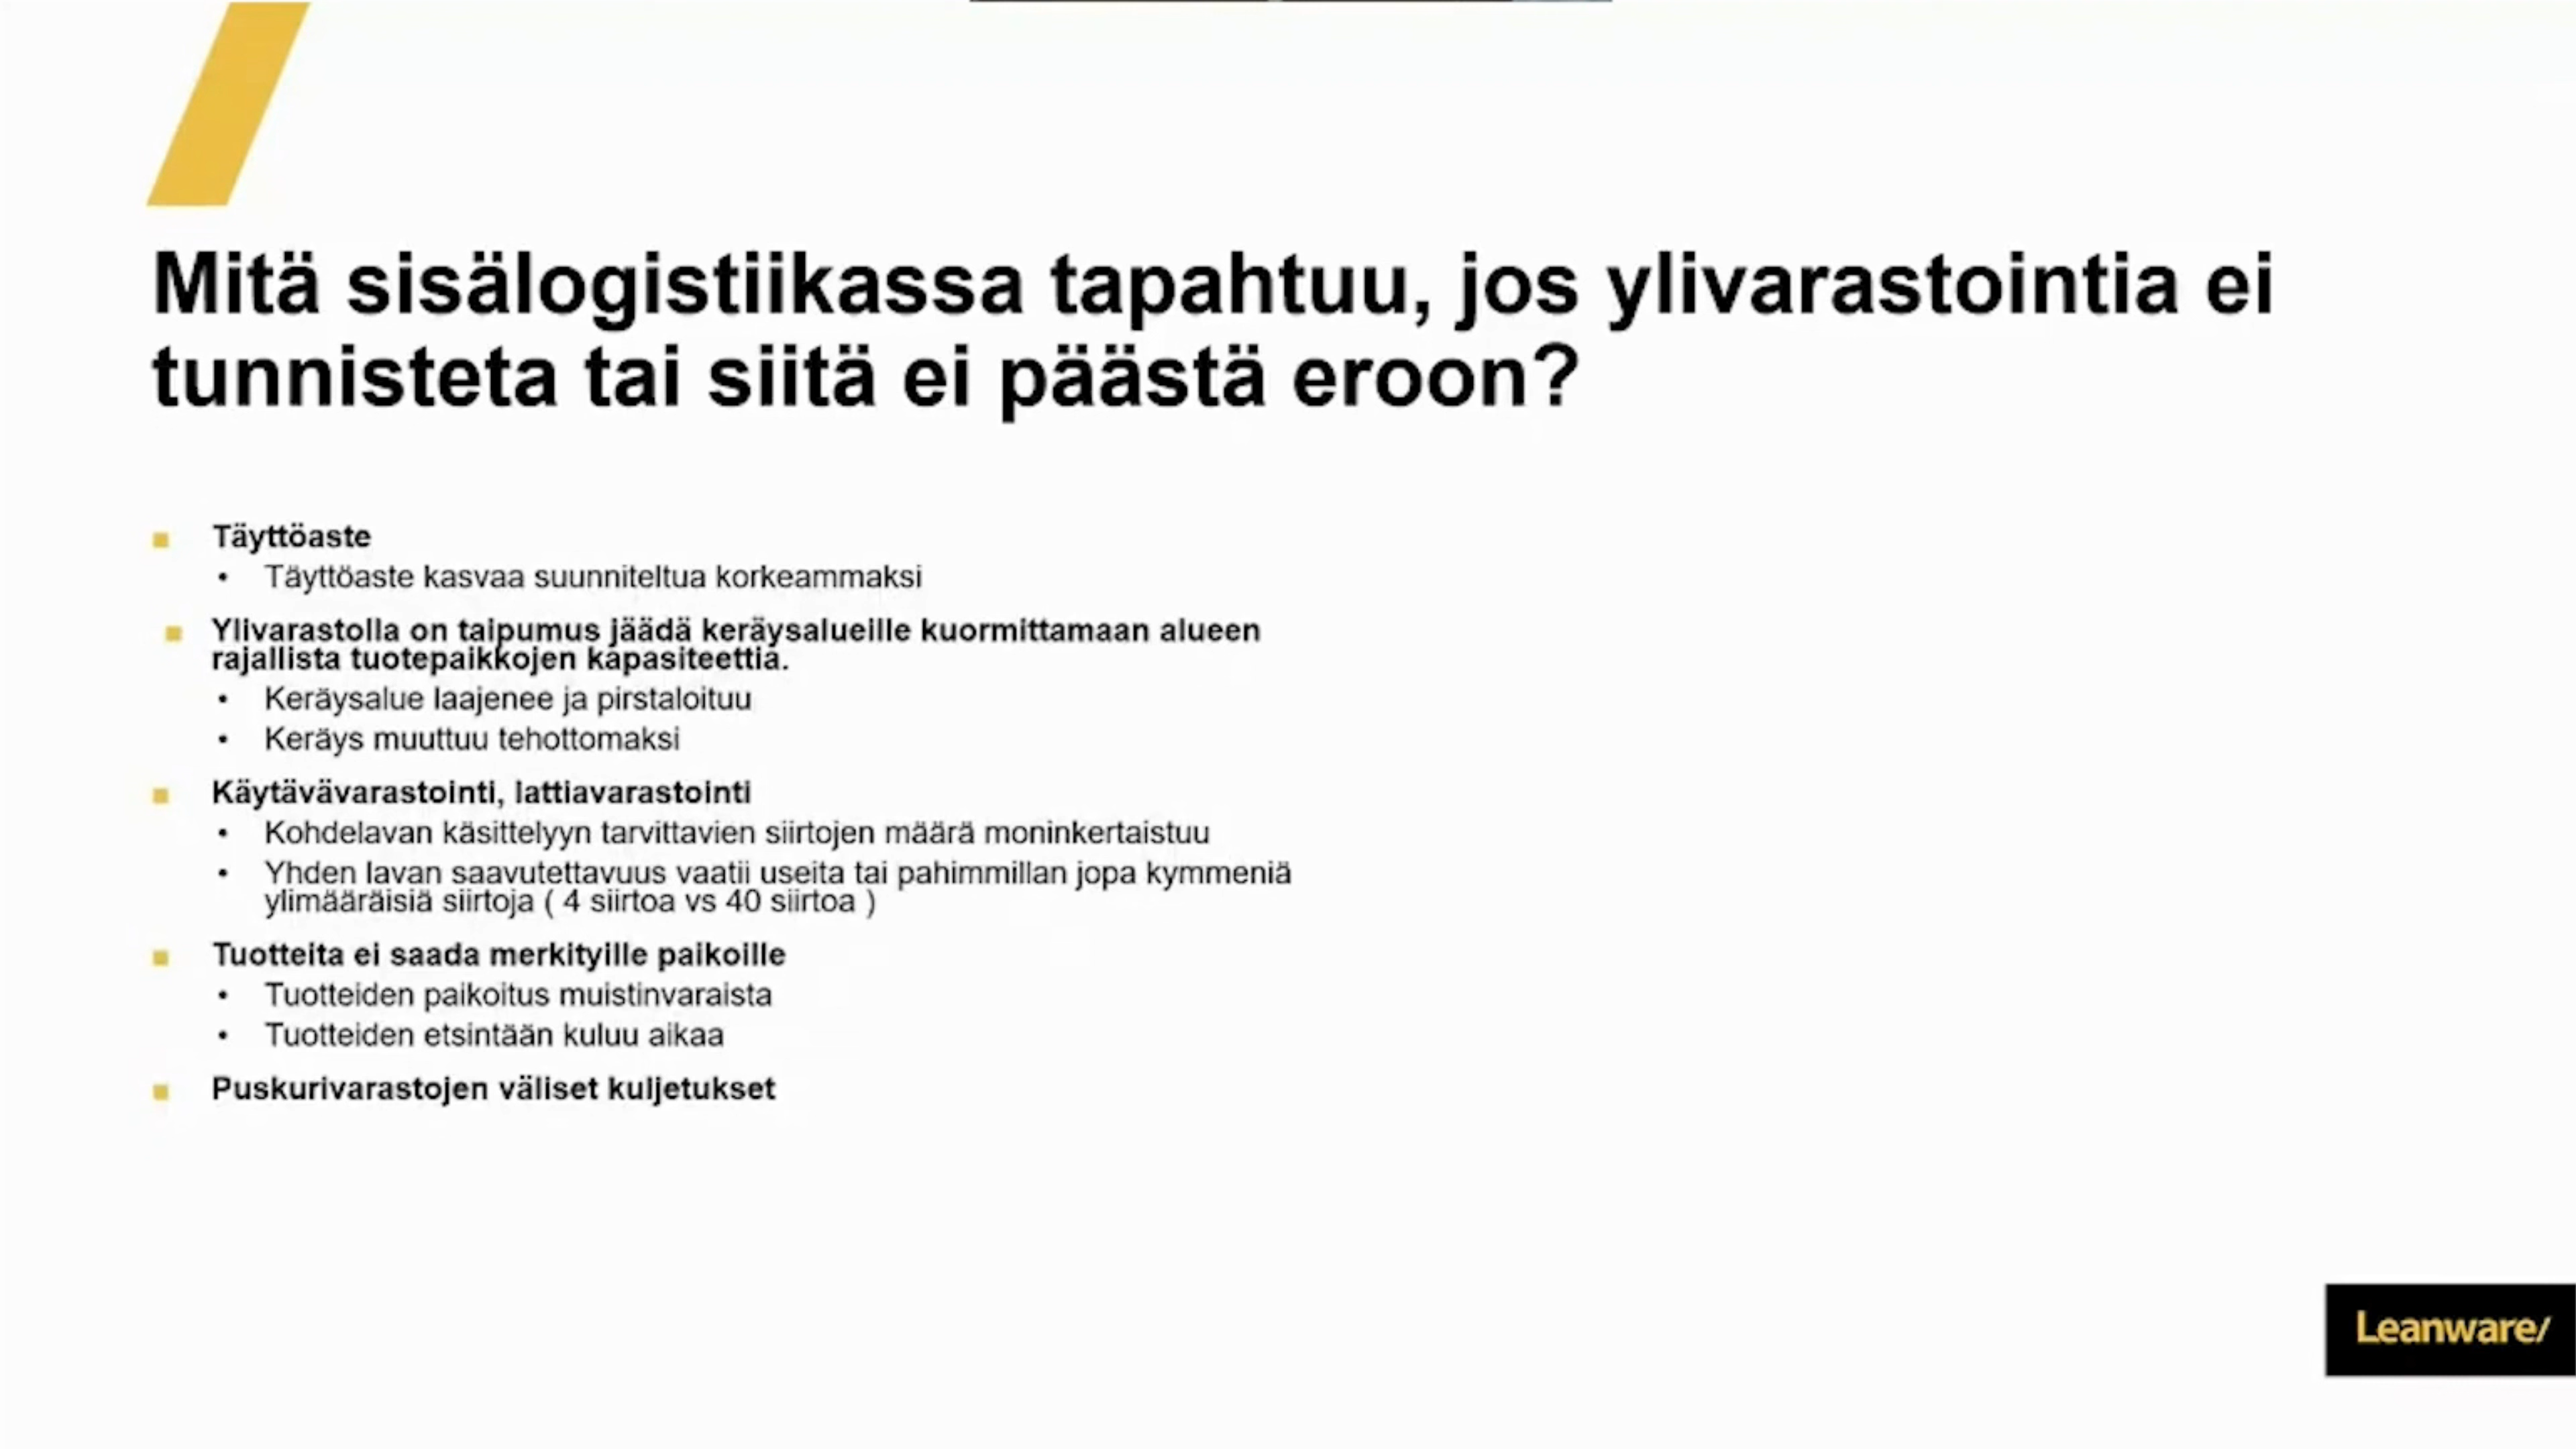 Mitä sisälogistiikassa tapahtuu, jos ylivarastointia ei
tunnisteta tai siitä ei päästä eroon?
Täyttöaste
Täyttöaste kasvaa suunniteltua korkeammaksi
Ylivarastolla on taipumus jäädä keräysalueille kuormittamaan alueen
rajallista tuotepaikkojen kapasiteettia.
Keräysalue laajenee ja pirstaloituu
Keräys muuttuu tehottomaksi
Käytävävarastointi, lattiavarastointi
Kohdelavan käsittelyyn tarvittavien siirtojen määrä moninkertaistuu
Yhden lavan saavutettavuus vaatii useita tai pahimmillan jopa kymmeniä
ylimääräisiä siirtoja ( 4 siirtoa vs 40 siirtoa )
Tuotteita ei saada merkityille paikoille
Tuotteiden paikoitus muistinvaraista
Tuotteiden etsintään kuluu aikaa
Puskurivarastojen väliset kuljetukset
Leanware/